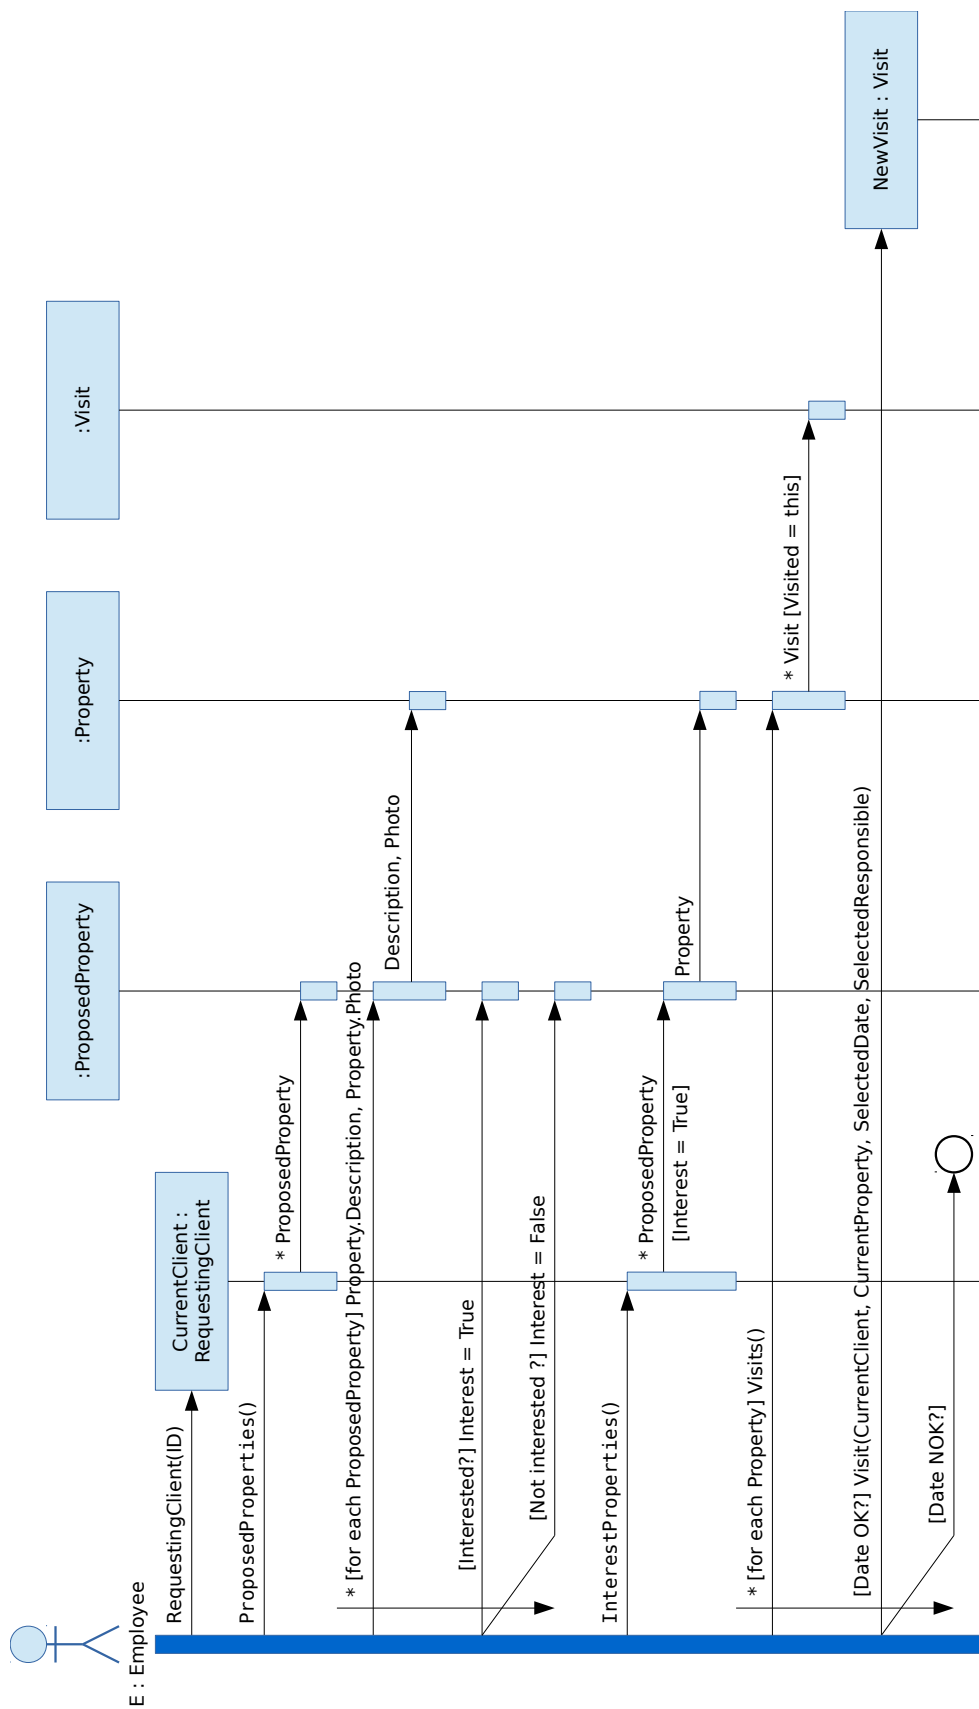 E : Employee
:ProposedProperty
:Property
:Visit
RequestingClient(ID)
CurrentClient :
RequestingClient
ProposedProperties()
* ProposedProperty
* [for each ProposedProperty] Property.Description, Property.Photo
Description, Photo
[Interested?] Interest = True
[Not interested ?] Interest = False
InterestProperties()
* ProposedProperty
[Interest = True]
Property
* [for each Property] Visits()
* Visit [Visited = this]
[Date OK?] Visit(CurrentClient, CurrentProperty, SelectedDate, SelectedResponsible)
NewVisit : Visit
[Date NOK?]